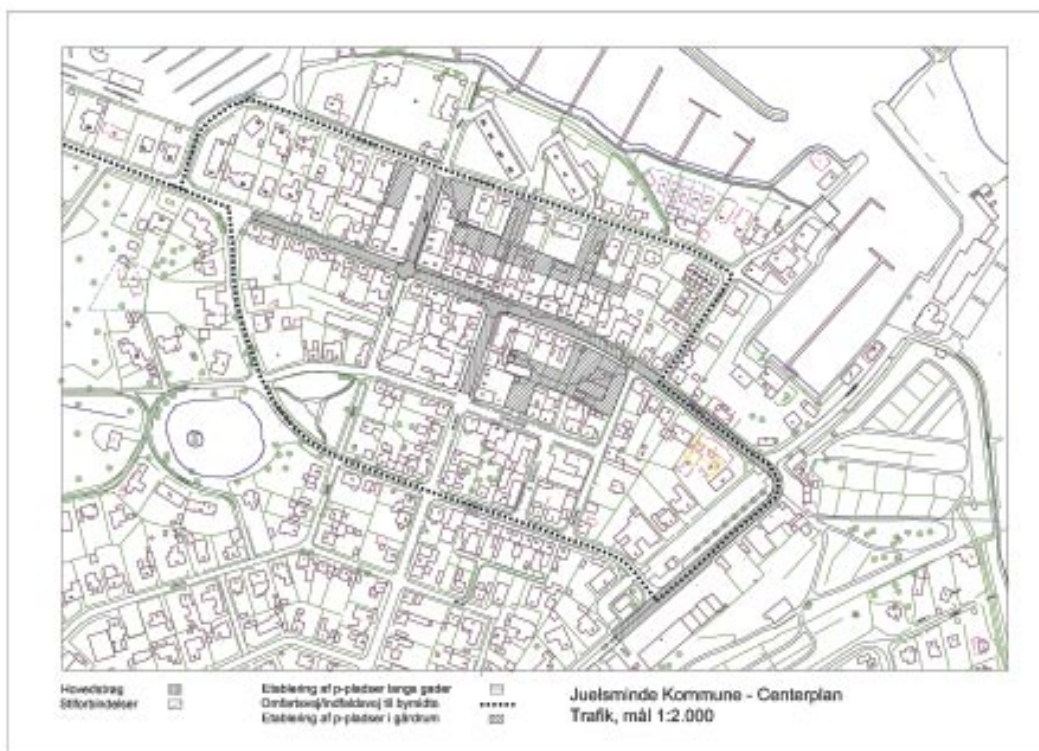 Hovedstrøg
Stiforbindelser
Etablering af p-pladser langs gader
Omfartsvej/indfaldsvej til bymidte
Etablering af p-pladser i gårdrum
Juelsminde Kommune - Centerplan
Trafik, mål 1:2.000